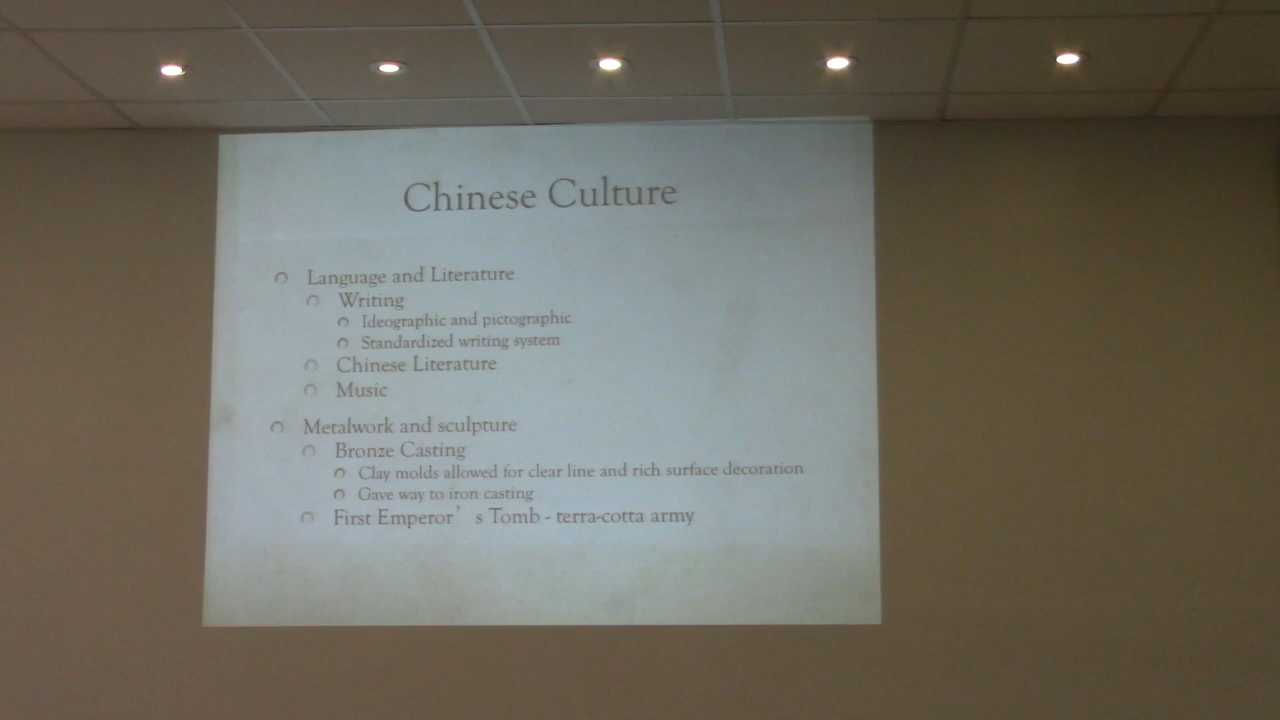 Chinese Culture
Language and Literature
Writing
Ideographic and pictographic
Standardized writing system
Chinese Literature
Music
Metalwork and sculpture
Bronze Casting
Clay molds allowed for clear line and rich surface decoration
Gave way to iron casting
First Emperor’s Tomb - terra-cotta army